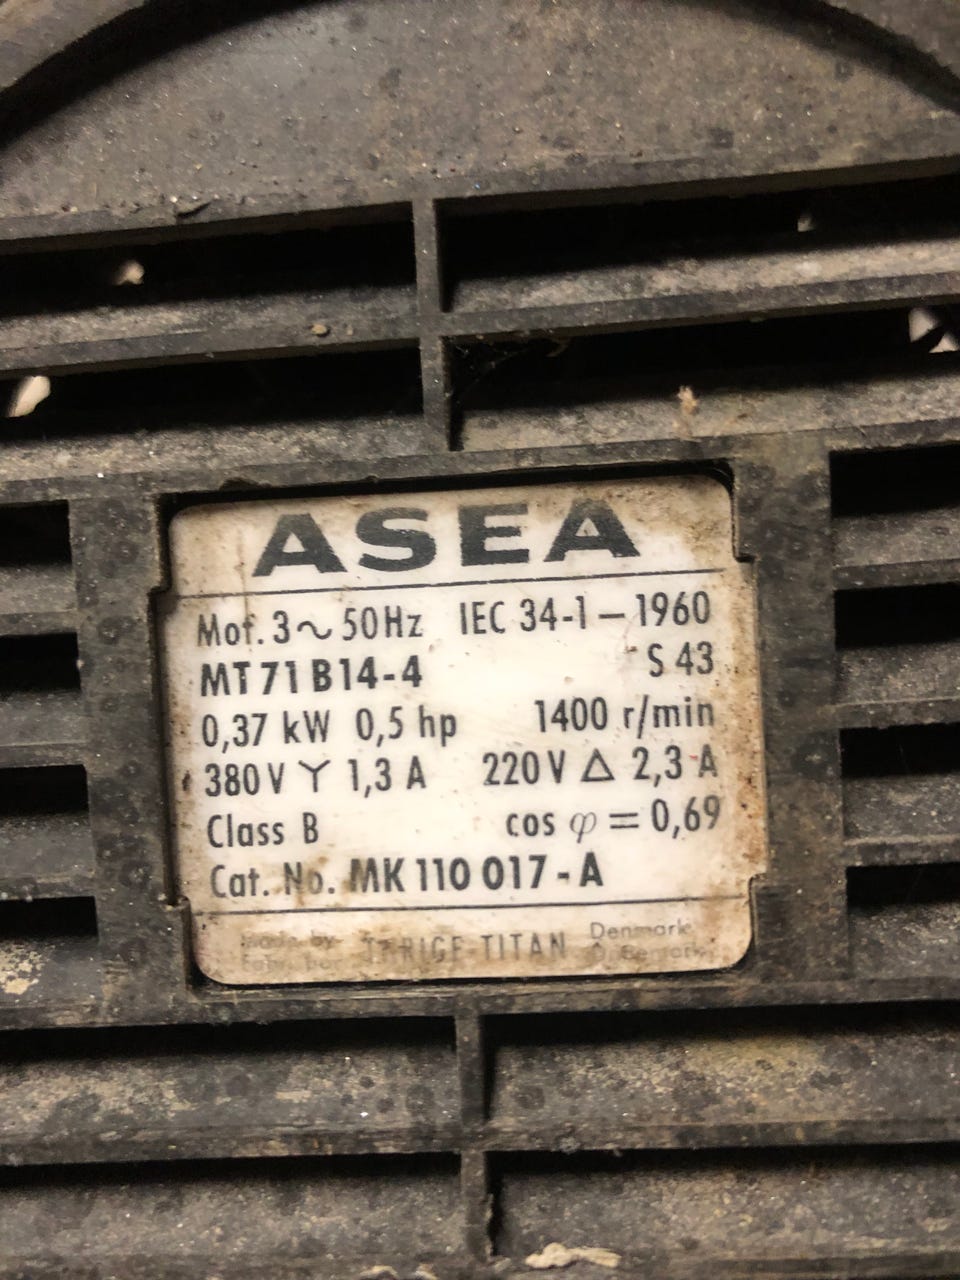 ASEA
Mot. 3~ 50Hz IEC 34-1-1960
MT 71 B14-4 S 43
0,37 kW 0,5 hp 1400 r/min
380 V Y 1,3 A 220 V Δ 2,3 A
Class B cos φ = 0,69
Cat. No. MK 110 017-A
Made by THRIGE-TITAN Denmark